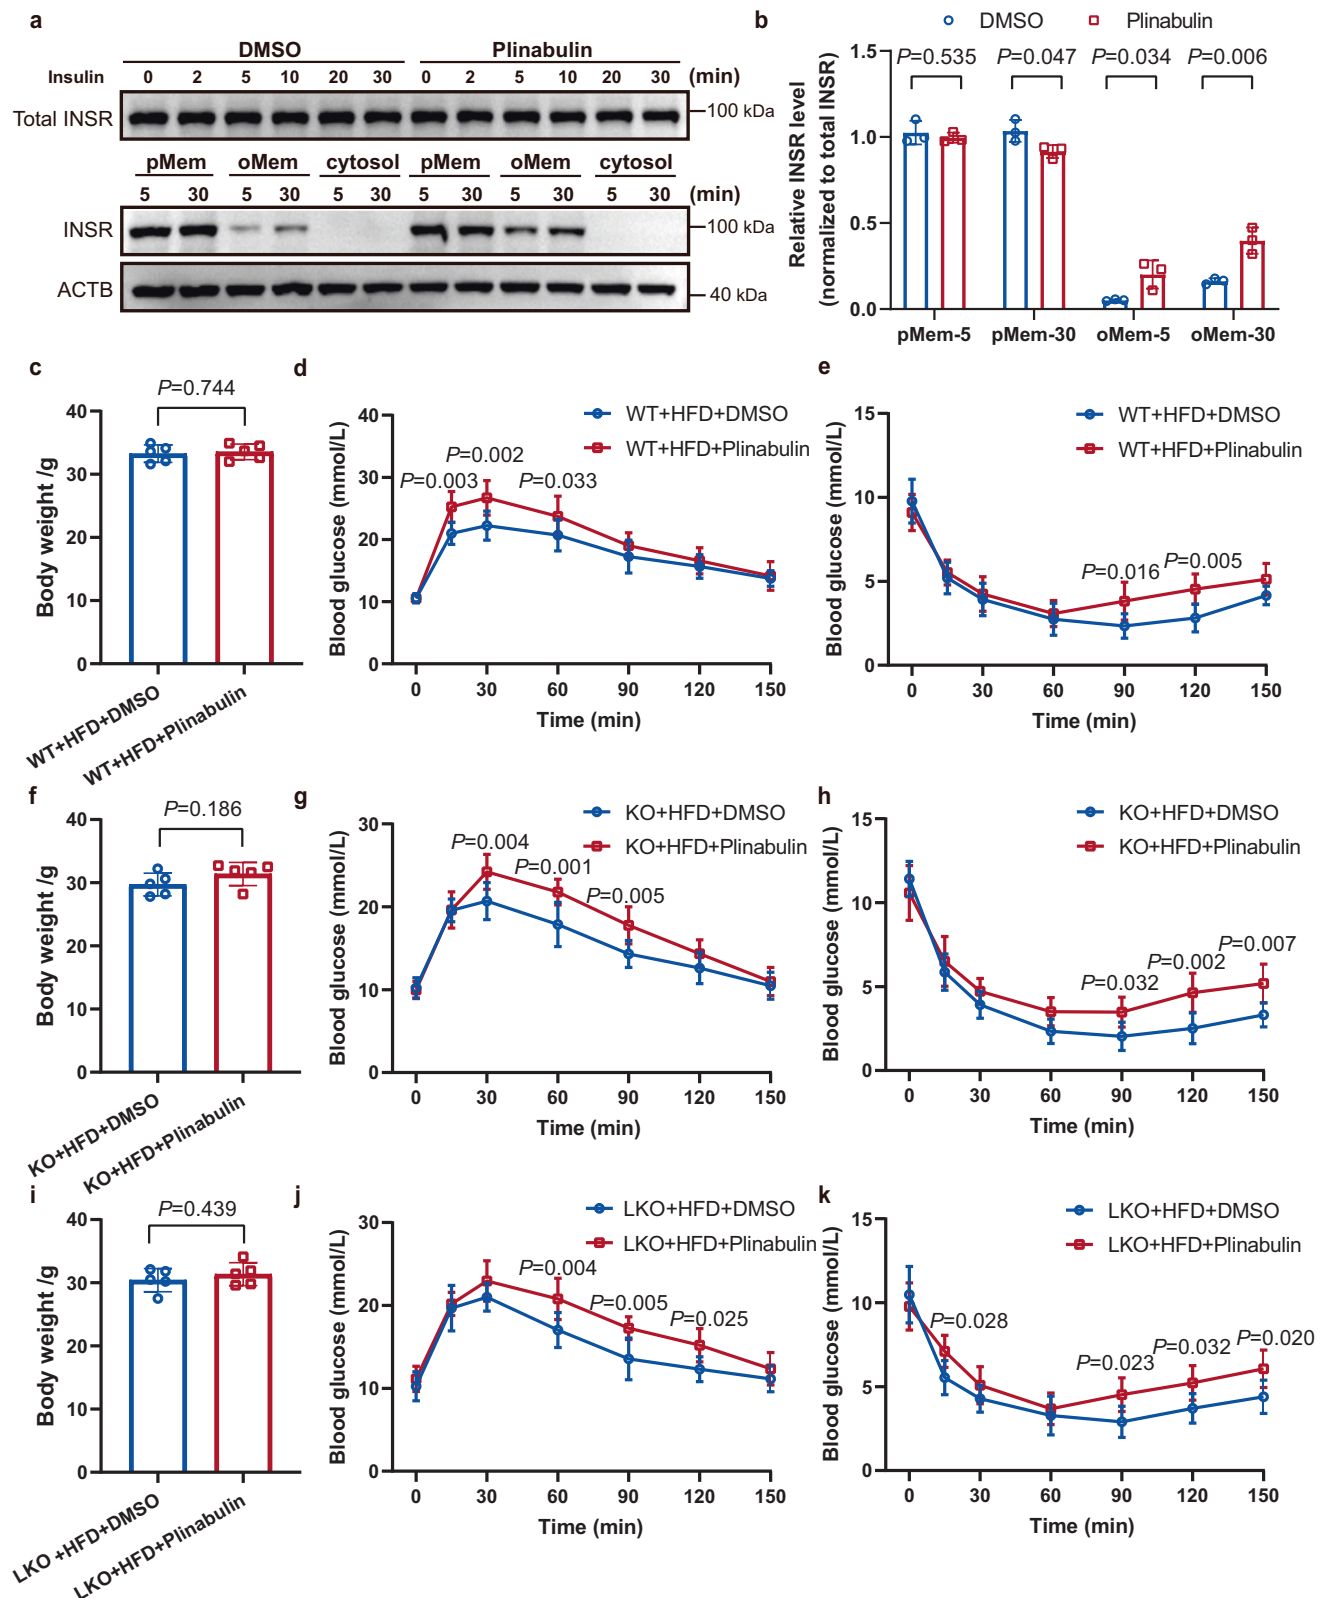 a
DMSO Plinabulin
Insulin 0 2 5 10 20 30 0 2 5 10 20 30 (min)
Total INSR 100 kDa
pMem oMem cytosol pMem oMem cytosol
5 30 5 30 5 30 5 30 5 30 5 30 (min)
INSR 100 kDa
ACTB 40 kDa
b
DMSO Plinabulin
Relative INSR level
(normalized to total INSR)
1.5
1.0
0.5
0.0
P=0.535 P=0.047 P=0.034 P=0.006
pMem-5 pMem-30 oMem-5 oMem-30
c
P=0.744
Body weight /g
40
30
20
10
0
WT+HFD+DMSO
WT+HFD+Plinabulin
d
WT+HFD+DMSO
WT+HFD+Plinabulin
P=0.002
P=0.003 P=0.033
Blood glucose (mmol/L)
40
30
20
10
0
0 30 60 90 120 150
Time (min)
e
WT+HFD+DMSO
WT+HFD+Plinabulin
P=0.005
P=0.016
Blood glucose (mmol/L)
15
10
5
0
0 30 60 90 120 150
Time (min)
f
P=0.186
Body weight /g
40
30
20
10
0
KO+HFD+DMSO
KO+HFD+Plinabulin
g
KO+HFD+DMSO
KO+HFD+Plinabulin
P=0.004
P=0.001
P=0.005
Blood glucose (mmol/L)
30
20
10
0
0 30 60 90 120 150
Time (min)
h
KO+HFD+DMSO
KO+HFD+Plinabulin
P=0.007
P=0.002
P=0.032
Blood glucose (mmol/L)
15
10
5
0
0 30 60 90 120 150
Time (min)
i
P=0.439
Body weight /g
40
30
20
10
0
LKO +HFD+DMSO
LKO+HFD+Plinabulin
j
LKO+HFD+DMSO
LKO+HFD+Plinabulin
P=0.004
P=0.005
P=0.025
Blood glucose (mmol/L)
30
20
10
0
0 30 60 90 120 150
Time (min)
k
LKO+HFD+DMSO
LKO+HFD+Plinabulin
P=0.028
P=0.020
P=0.032
P=0.023
Blood glucose (mmol/L)
15
10
5
0
0 30 60 90 120 150
Time (min)